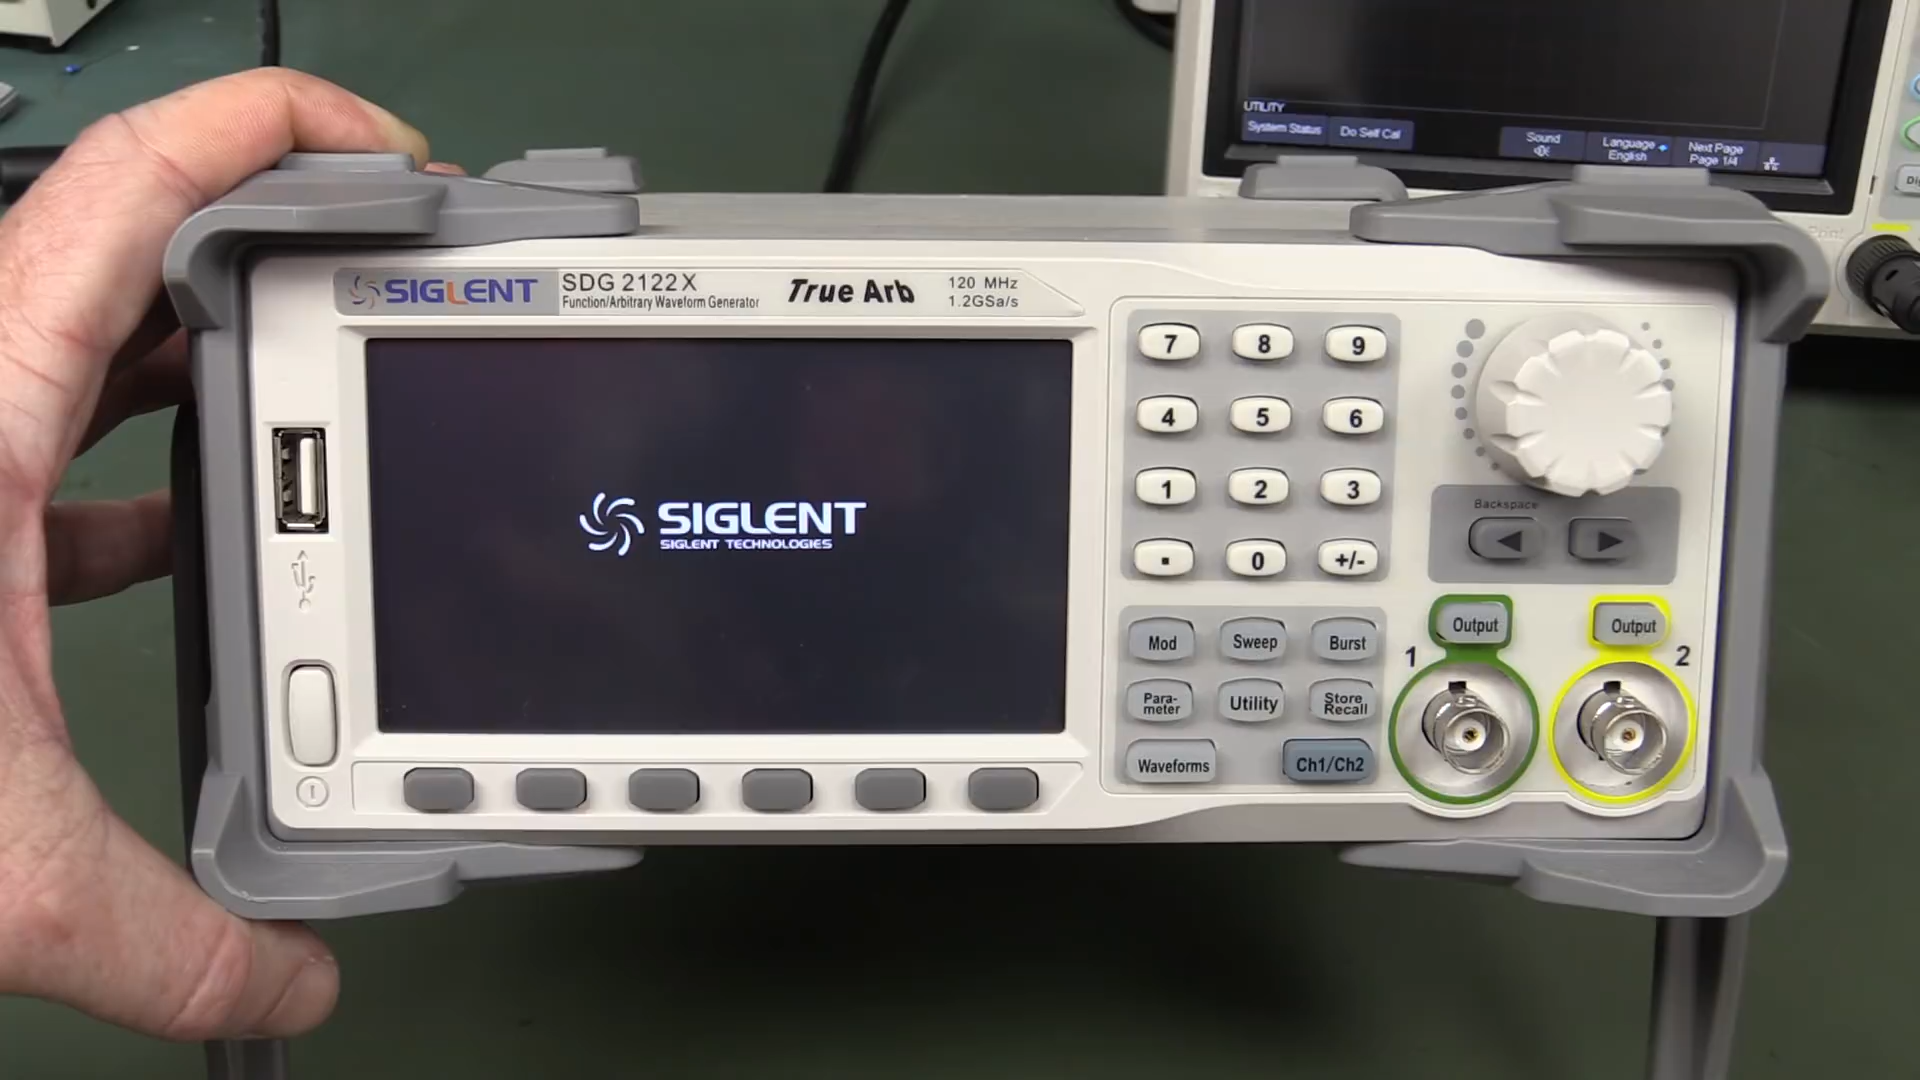 UTILITY
System Status
Do Self Cal
Sound
Language
English
Next Page
Page 1/4
Print
SIGLENT
SDG 2122X
Function/Arbitrary Waveform Generator
True Arb
120 MHz
1.2GSa/s
SIGLENT
SIGLENT TECHNOLOGIES
7
8
9
4
5
6
1
2
3
.
0
+/-
Backspace
Mod
Sweep
Burst
Para-
meter
Utility
Store
Recall
Waveforms
Ch1/Ch2
Output
1
Output
2